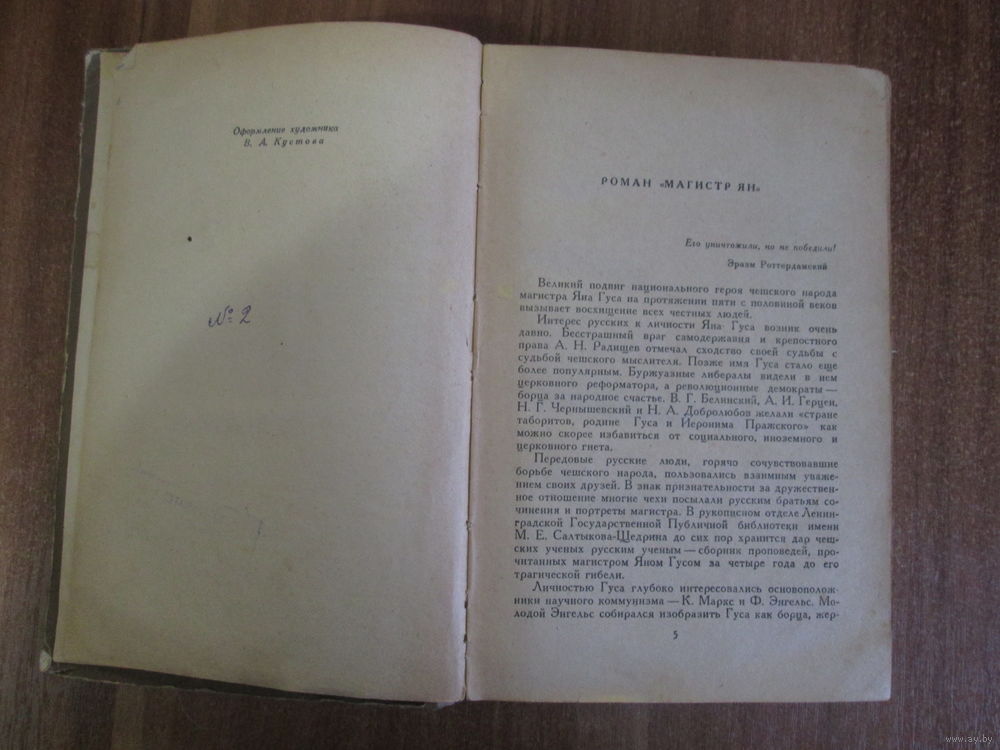 Оформление художника
В. А. Кустова
№ 2
РОМАН «МАГИСТР ЯН»
Его уничтожили, но не победили!
Эразм Роттердамский
Великий подвиг национального героя чешского народа
магистра Яна Гуса на протяжении пяти с половиной веков
вызывает восхищение всех честных людей.
Интерес русских к личности Яна Гуса возник очень
давно. Бесстрашный враг самодержавия и крепостного
права А. Н. Радищев отмечал сходство своей судьбы с
судьбой чешского мыслителя. Позже имя Гуса стало еще
более популярным. Буржуазные либералы видели в нем
церковного реформатора, а революционные демократы —
борца за народное счастье. В. Г. Белинский, А. И. Герцен,
Н. Г. Чернышевский и Н. А. Добролюбов желали «стране
таборитов, родине Гуса и Иеронима Пражского» как
можно скорее избавиться от социального, иноземного и
церковного гнета.
Передовые русские люди, горячо сочувствовавшие
борьбе чешского народа, пользовались взаимным уваже-
нием своих друзей. В знак признательности за дружествен-
ное отношение многие чехи посылали русским братьям со-
чинения и портреты магистра. В рукописном отделе Ленин-
градской Государственной Публичной библиотеки имени
М. Е. Салтыкова-Щедрина до сих пор хранится дар чеш-
ских ученых русским ученым — сборник проповедей, про-
читанных магистром Яном Гусом за четыре года до его
трагической гибели.
Личностью Гуса глубоко интересовались основополож-
ники научного коммунизма — К. Маркс и Ф. Энгельс. Мо-
лодой Энгельс собирался изобразить Гуса как борца, жер-
5
www.ay.by